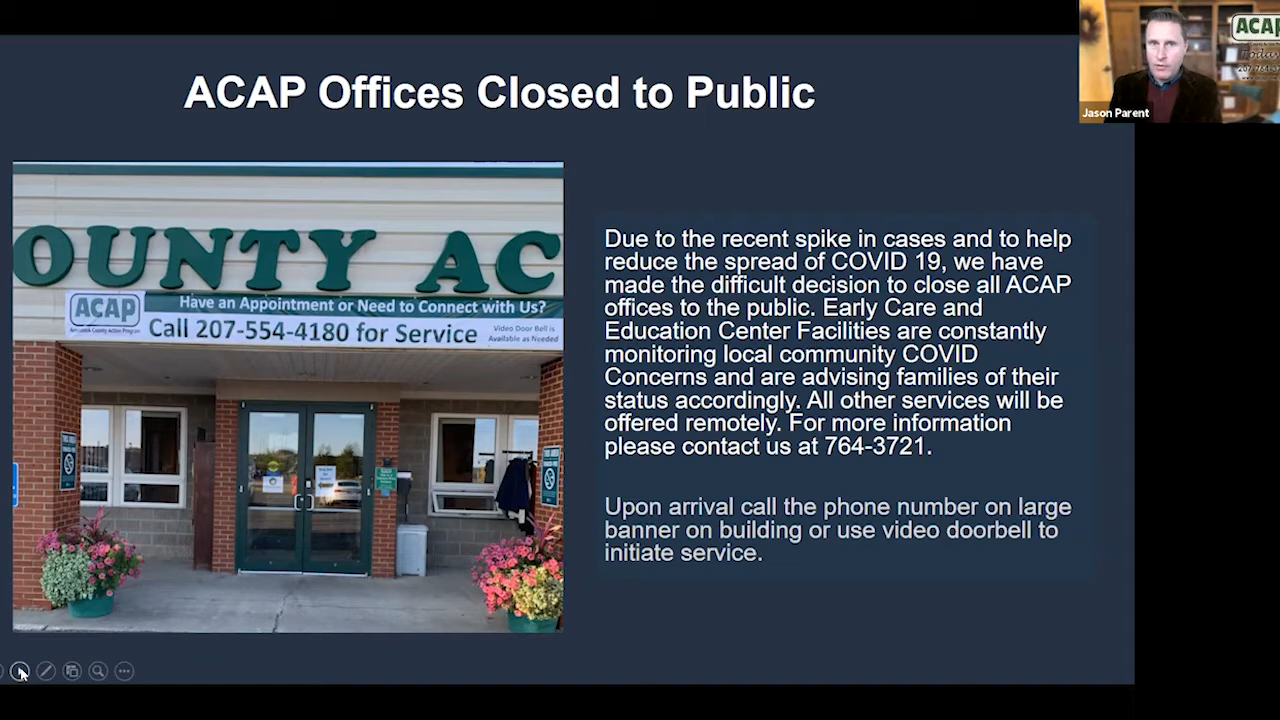 ACAP Offices Closed to Public
ACAP
Jason Parent
OUNTY AC
ACAP
Have an Appointment or Need to Connect with Us?
Call 207-554-4180 for Service
Video Door Bell is
Available as Needed
Due to the recent spike in cases and to help
reduce the spread of COVID 19, we have
made the difficult decision to close all ACAP
offices to the public. Early Care and
Education Center Facilities are constantly
monitoring local community COVID
Concerns and are advising families of their
status accordingly. All other services will be
offered remotely. For more information
please contact us at 764-3721.
Upon arrival call the phone number on large
banner on building or use video doorbell to
initiate service.